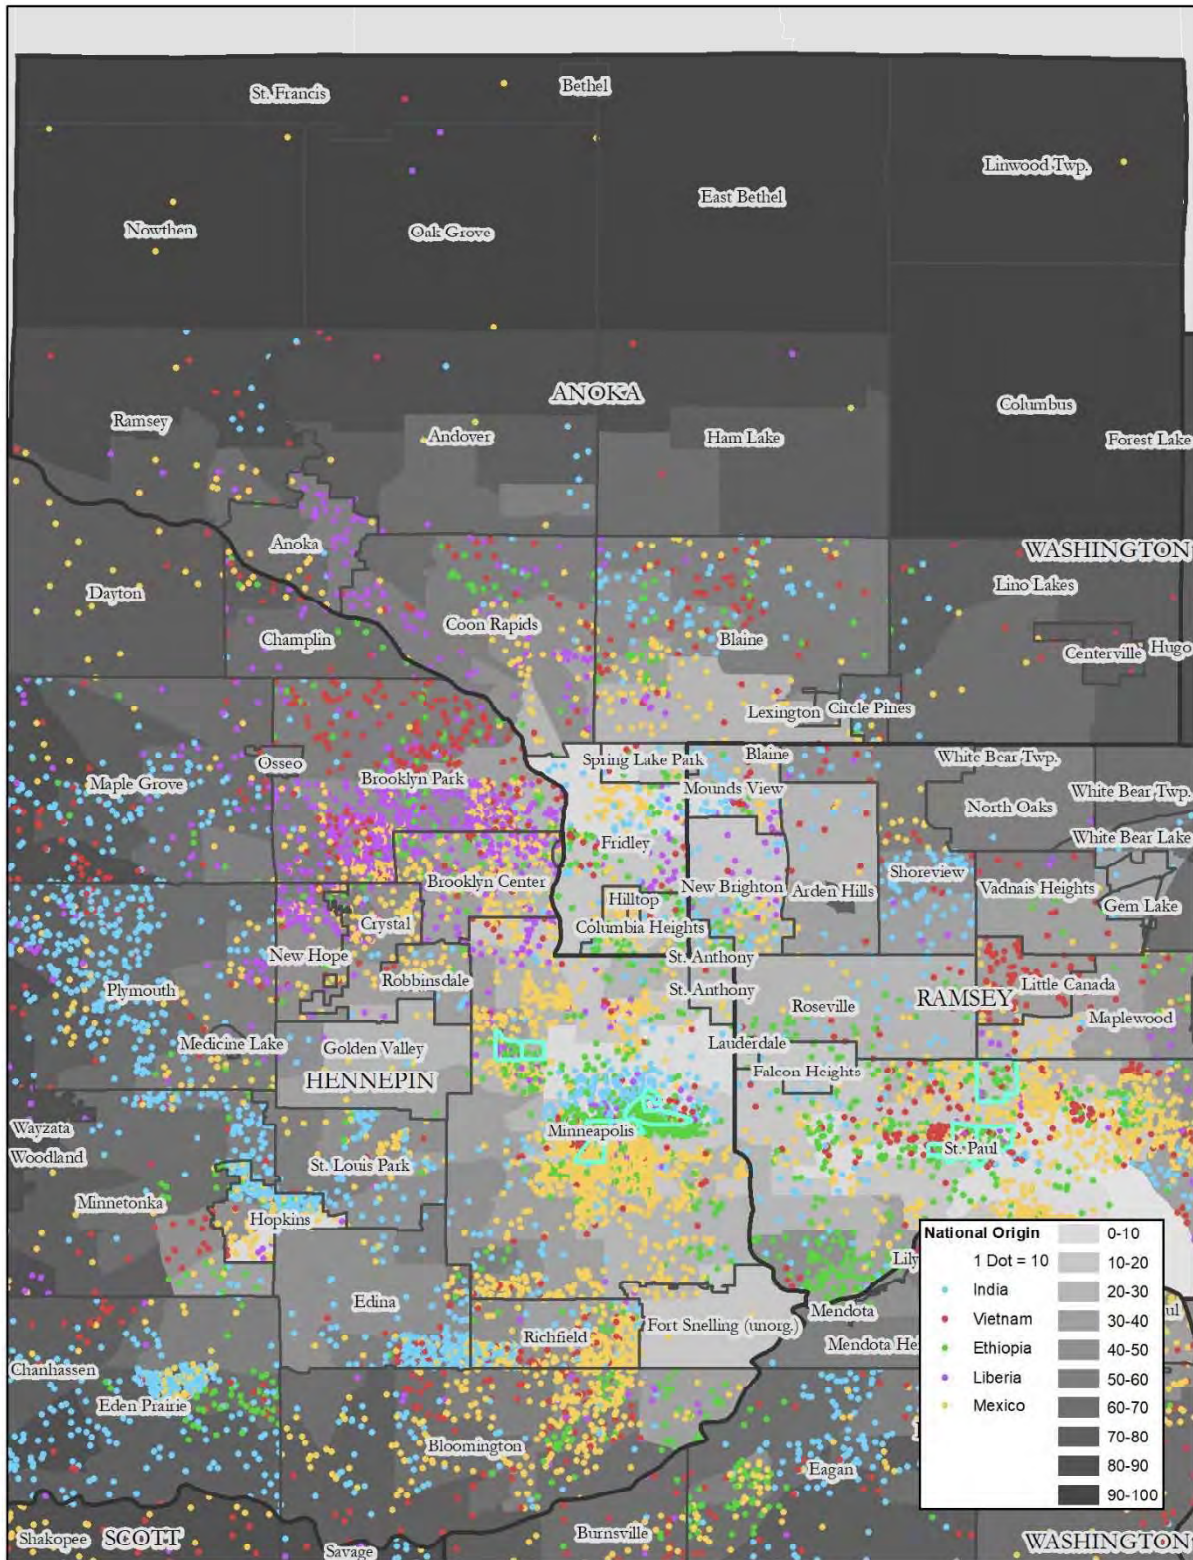 St. Francis
Bethel
Linwood Twp.
East Bethel
Nowthen
Oak Grove
ANOKA
Columbus
Ramsey
Andover
Ham Lake
Forest Lake
Anoka
WASHINGTON
Lino Lakes
Dayton
Coon Rapids
Champlin
Blaine
Centerville
Hugo
Lexington
Circle Pines
Osseo
Spring Lake Park
Blaine
White Bear Twp.
Brooklyn Park
Maple Grove
Mounds View
North Oaks
White Bear Twp.
White Bear Lake
Fridley
Shoreview
Brooklyn Center
New Brighton
Arden Hills
Vadnais Heights
Hilltop
Gem Lake
Crystal
Columbia Heights
New Hope
St. Anthony
Robbinsdale
Little Canada
Plymouth
St. Anthony
Roseville
RAMSEY
Maplewood
Medicine Lake
Golden Valley
Lauderdale
Falcon Heights
HENNEPIN
Wayzata
Minneapolis
Woodland
St. Louis Park
St. Paul
Minnetonka
Hopkins
Lily
Edina
Mendota
Richfield
Fort Snelling (unorg.)
Mendota Hei
ul
Chanhassen
Eden Prairie
Bloomington
Eagan
Burnsville
Shakopee
SCOTT
Savage
WASHINGTON
National Origin
1 Dot = 10
India
Vietnam
Ethiopia
Liberia
Mexico
0-10
10-20
20-30
30-40
40-50
50-60
60-70
70-80
80-90
90-100